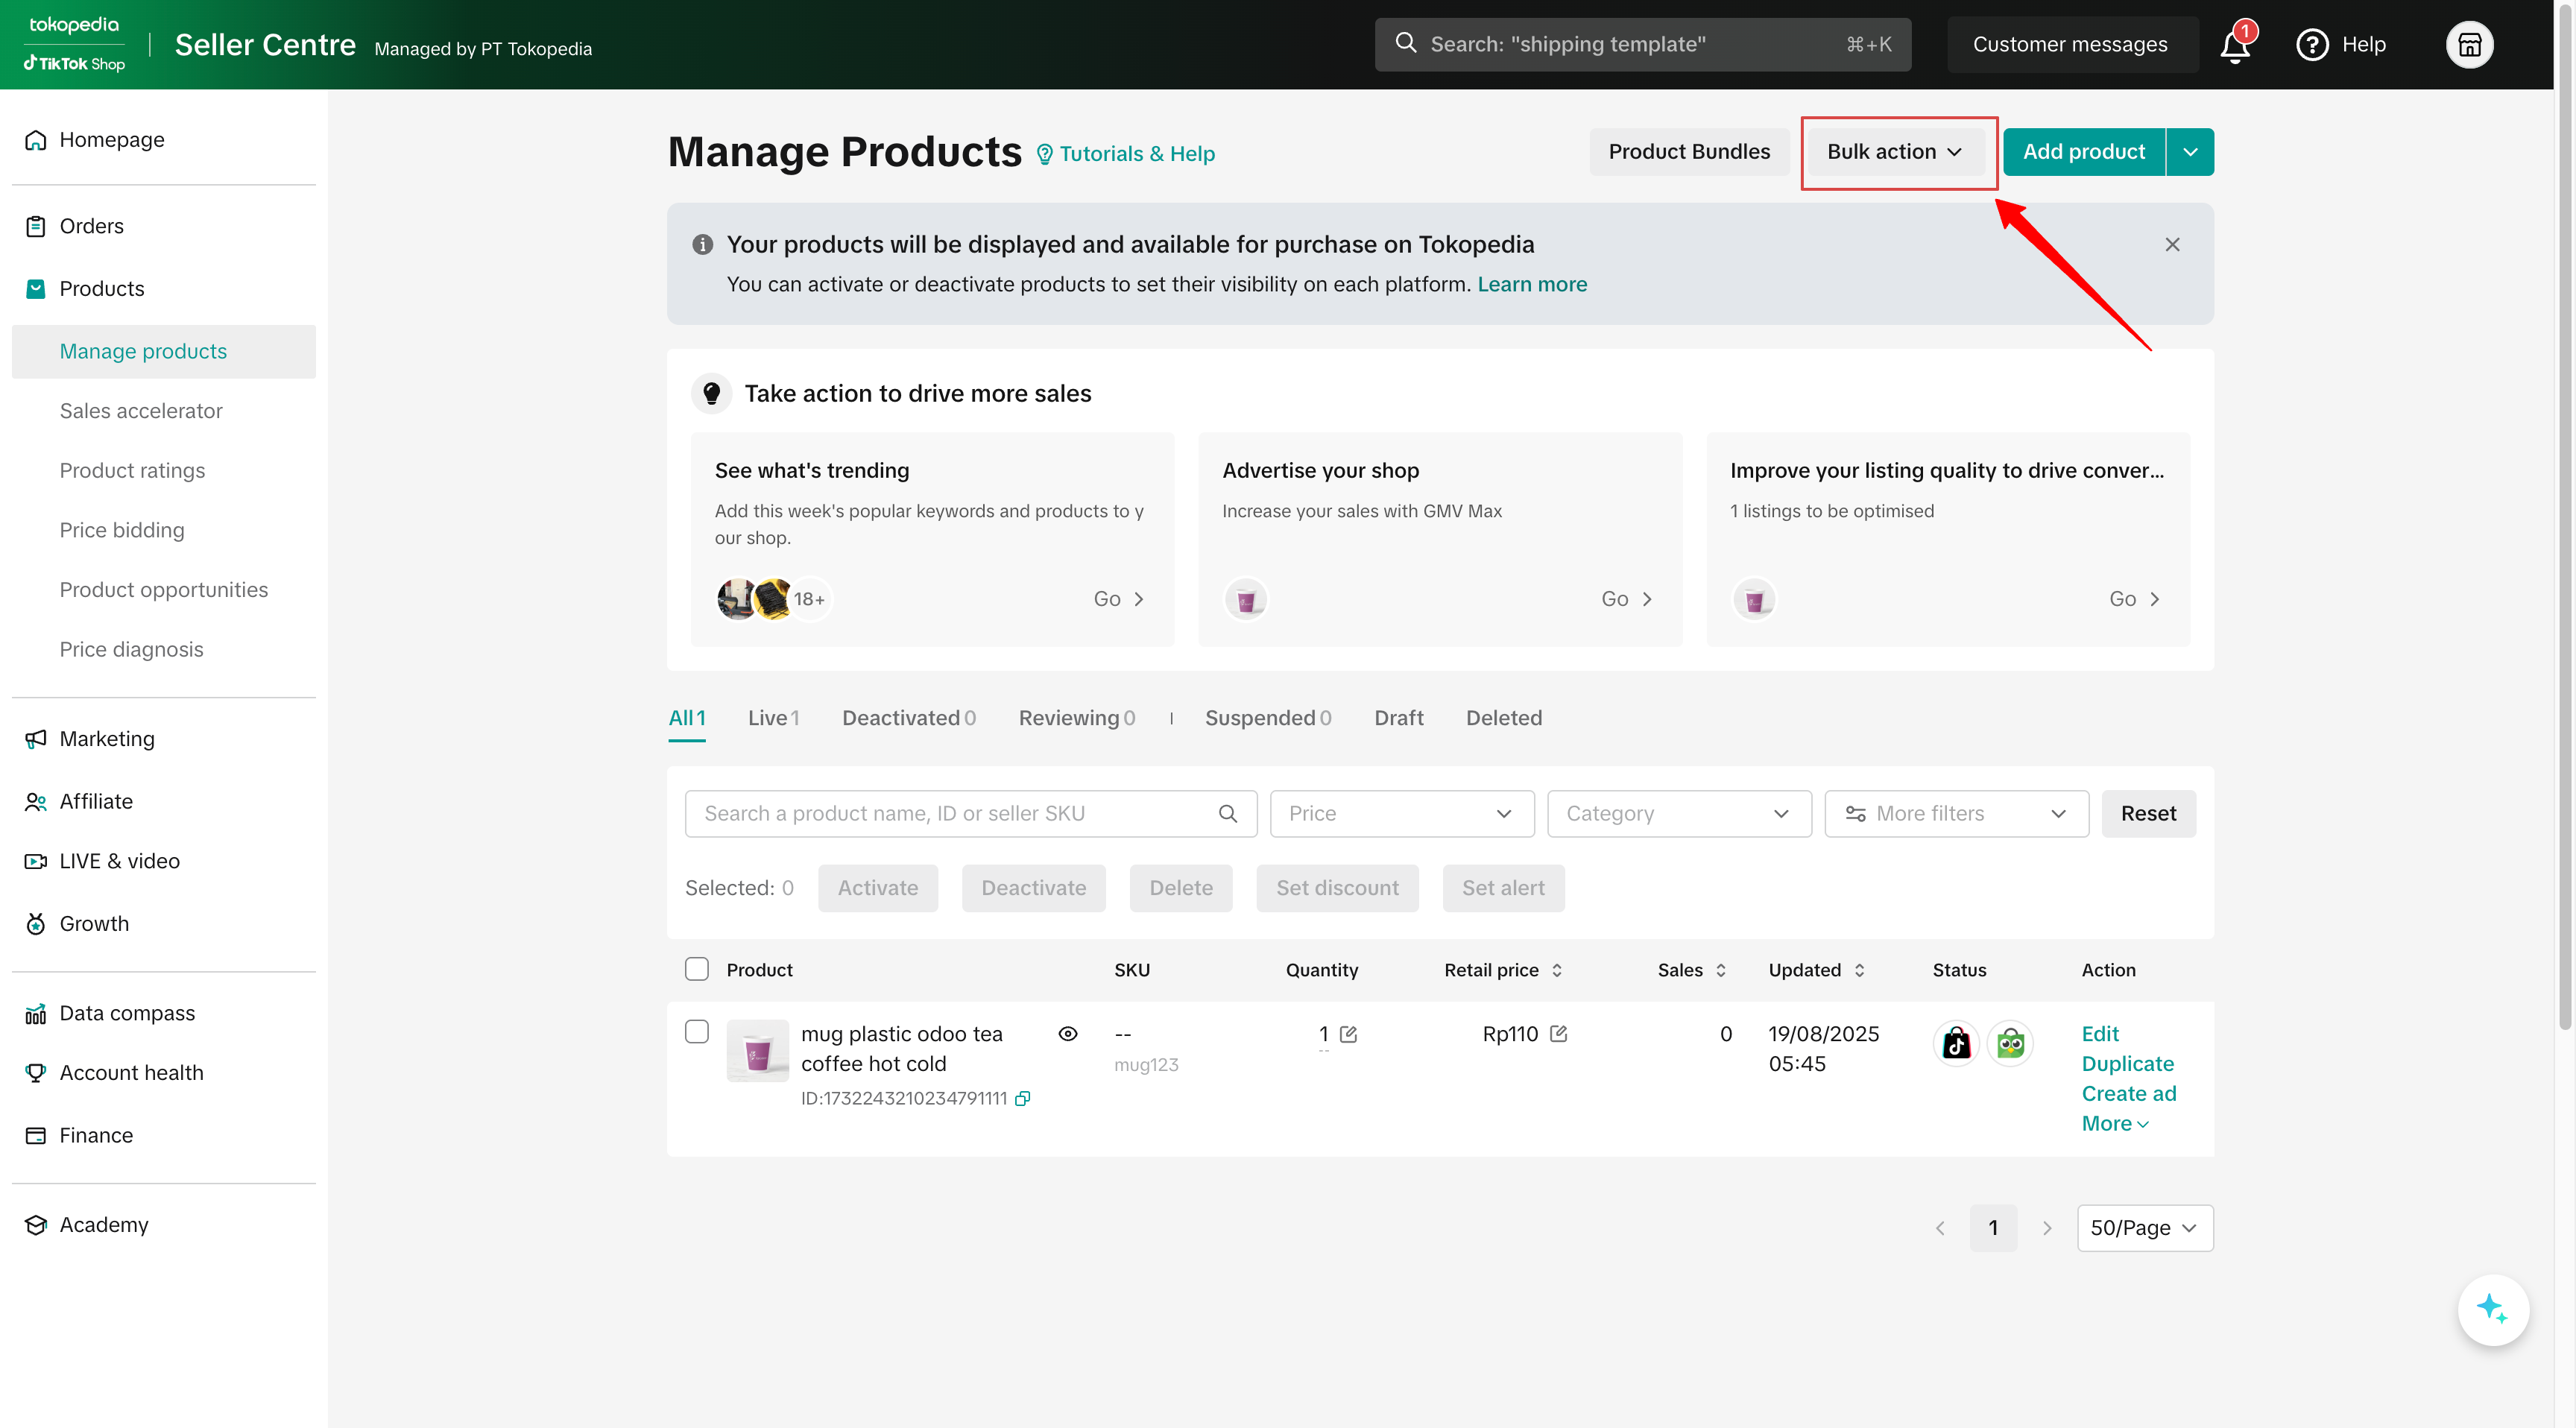 tokopedia
TikTok Shop
Seller Centre
Managed by PT Tokopedia
Search: "shipping template"
⌘+K
Customer messages
1
Help
Homepage
Orders
Products
Manage products
Sales accelerator
Product ratings
Price bidding
Product opportunities
Price diagnosis
Marketing
Affiliate
LIVE & video
Growth
Data compass
Account health
Finance
Academy
Manage Products
Tutorials & Help
Product Bundles
Bulk action
Add product
Your products will be displayed and available for purchase on Tokopedia
You can activate or deactivate products to set their visibility on each platform. Learn more
Take action to drive more sales
See what's trending
Add this week's popular keywords and products to y
our shop.
18+
Go
Advertise your shop
Increase your sales with GMV Max
Go
Improve your listing quality to drive conver...
1 listings to be optimised
Go
All 1
Live 1
Deactivated 0
Reviewing 0
Suspended 0
Draft
Deleted
Search a product name, ID or seller SKU
Price
Category
More filters
Reset
Selected: 0
Activate
Deactivate
Delete
Set discount
Set alert
Product
SKU
Quantity
Retail price
Sales
Updated
Status
Action
mug plastic odoo tea
coffee hot cold
ID:1732243210234791111
--
mug123
1
--
Rp110
0
19/08/2025
05:45
Edit
Duplicate
Create ad
More
1
50/Page